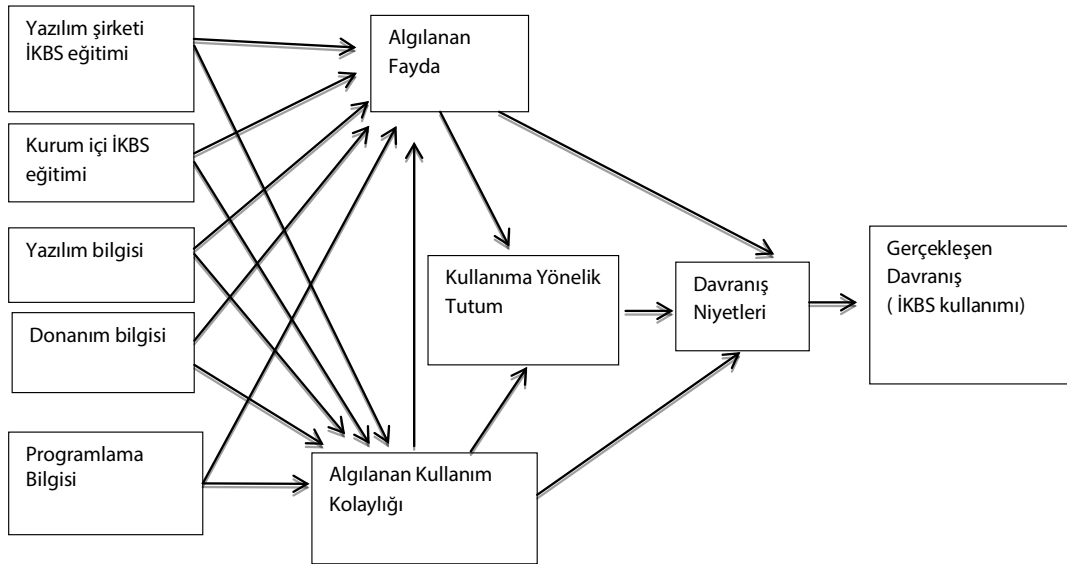 Yazılım şirketi
İKBS eğitimi
Kurum içi İKBS
eğitimi
Yazılım bilgisi
Donanım bilgisi
Programlama
Bilgisi
Algılanan
Fayda
Algılanan Kullanım
Kolaylığı
Kullanıma Yönelik
Tutum
Davranış
Niyetleri
Gerçekleşen
Davranış
( İKBS kullanımı)